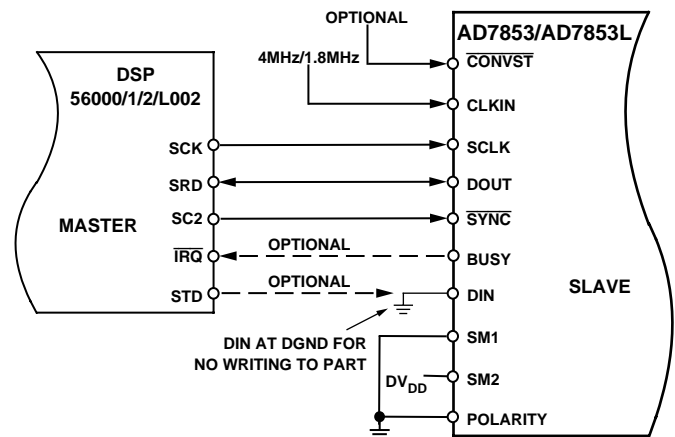 OPTIONAL
AD7853/AD7853L
4MHz/1.8MHz
CONVST
DSP
56000/1/2/L002
CLKIN
SCK
SCLK
SRD
DOUT
SC2
SYNC
MASTER
IRQ
OPTIONAL
BUSY
SLAVE
STD
OPTIONAL
DIN
DIN AT DGND FOR
NO WRITING TO PART
SM1
DVDD
SM2
POLARITY